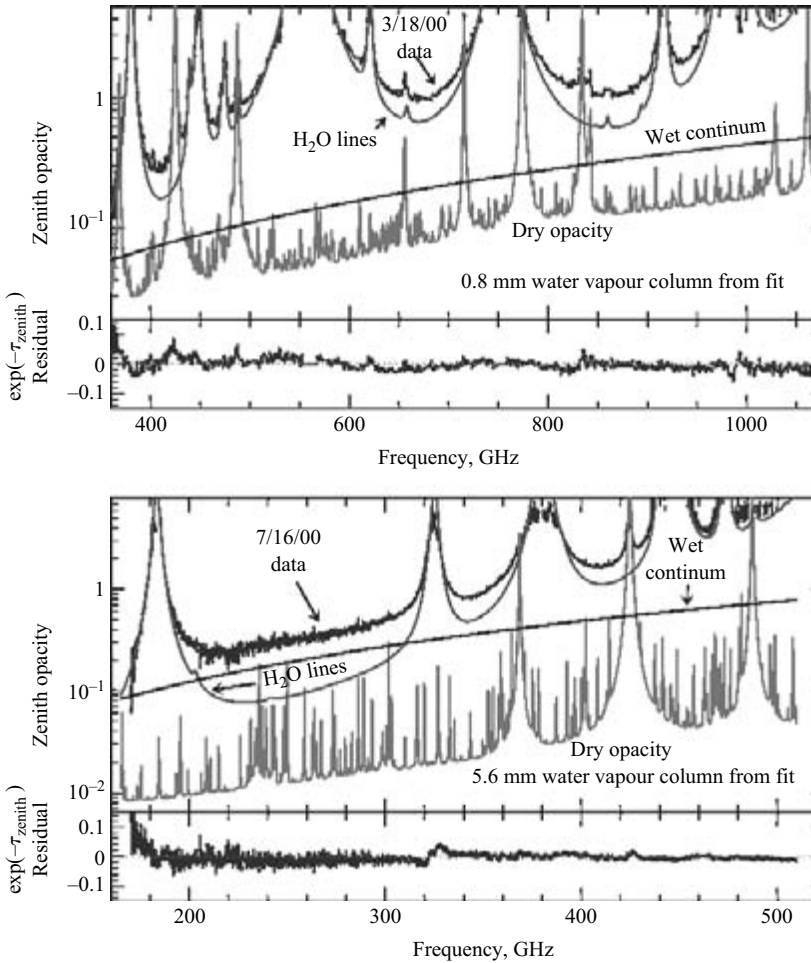 3/18/00
data
1
H₂O lines
Wet continum
Zenith opacity
10⁻¹
Dry opacity
0.8 mm water vapour column from fit
exp(−τzenith)
Residual
0.1
0
−0.1
400 600 800 1000
Frequency, GHz
7/16/00
data
Wet
continum
1
Zenith opacity
H₂O lines
10⁻¹
Dry opacity
10⁻²
5.6 mm water vapour column from fit
exp(−τzenith)
Residual
0.1
0
−0.1
200 300 400 500
Frequency, GHz